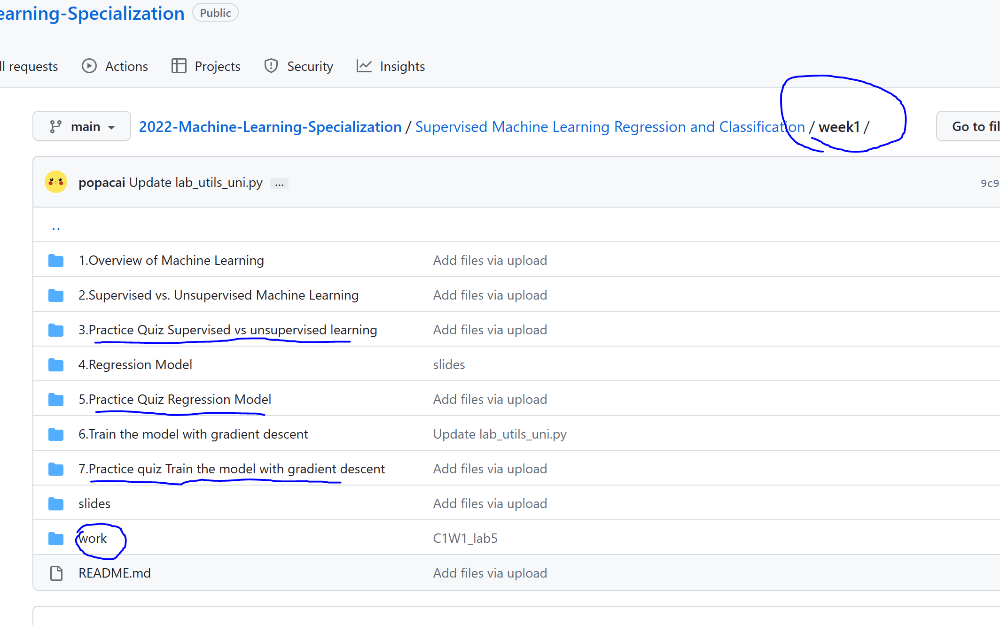 earning-Specialization Public
ll requests Actions Projects Security Insights
main 2022-Machine-Learning-Specialization / Supervised Machine Learning Regression and Classification / week1 / Go to fil
popacai Update lab_utils_uni.py ... 9c9
..
1.Overview of Machine Learning Add files via upload
2.Supervised vs. Unsupervised Machine Learning Add files via upload
3.Practice Quiz Supervised vs unsupervised learning Add files via upload
4.Regression Model slides
5.Practice Quiz Regression Model Add files via upload
6.Train the model with gradient descent Update lab_utils_uni.py
7.Practice quiz Train the model with gradient descent Add files via upload
slides Add files via upload
work C1W1_lab5
README.md Add files via upload